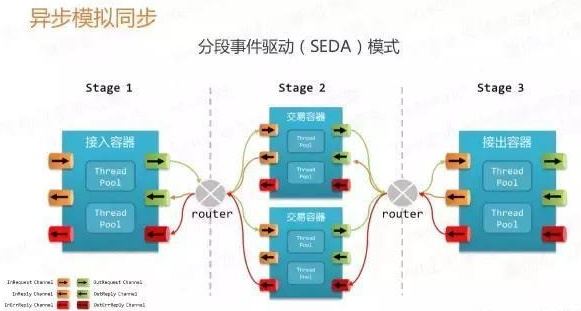 异步模拟同步
分段事件驱动（SEDA）模式
Stage 1
Stage 2
Stage 3
接入容器
Thread
Pool
Thread
Pool
router
交易容器
Thread
Pool
Thread
Pool
交易容器
Thread
Pool
Thread
Pool
router
接出容器
Thread
Pool
Thread
Pool
InRequest Channel
OutRequest Channel
InReply Channel
OutReply Channel
InErrReply Channel
OutErrReply Channel